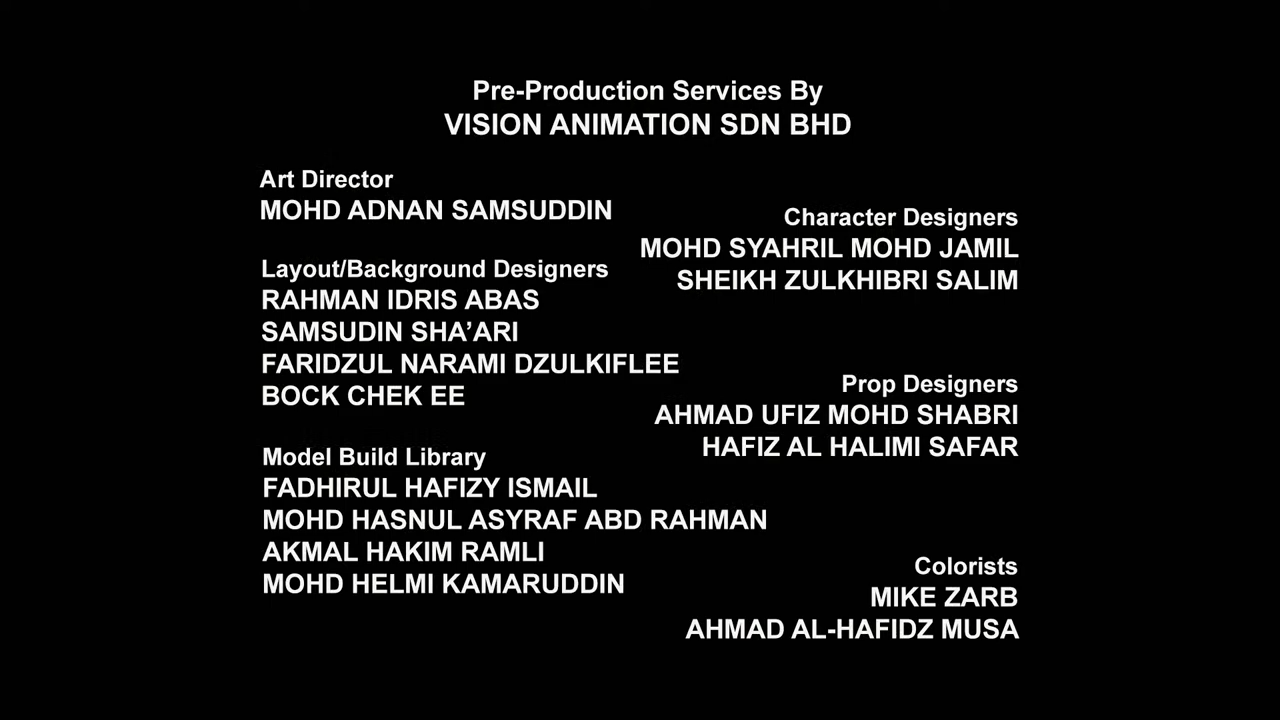 Pre-Production Services By
VISION ANIMATION SDN BHD
Art Director
MOHD ADNAN SAMSUDDIN
Character Designers
MOHD SYAHRIL MOHD JAMIL
SHEIKH ZULKHIBRI SALIM
Layout/Background Designers
RAHMAN IDRIS ABAS
SAMSUDIN SHA’ARI
FARIDZUL NARAMI DZULKIFLEE
BOCK CHEK EE
Prop Designers
AHMAD UFIZ MOHD SHABRI
HAFIZ AL HALIMI SAFAR
Model Build Library
FADHIRUL HAFIZY ISMAIL
MOHD HASNUL ASYRAF ABD RAHMAN
AKMAL HAKIM RAMLI
MOHD HELMI KAMARUDDIN
Colorists
MIKE ZARB
AHMAD AL-HAFIDZ MUSA